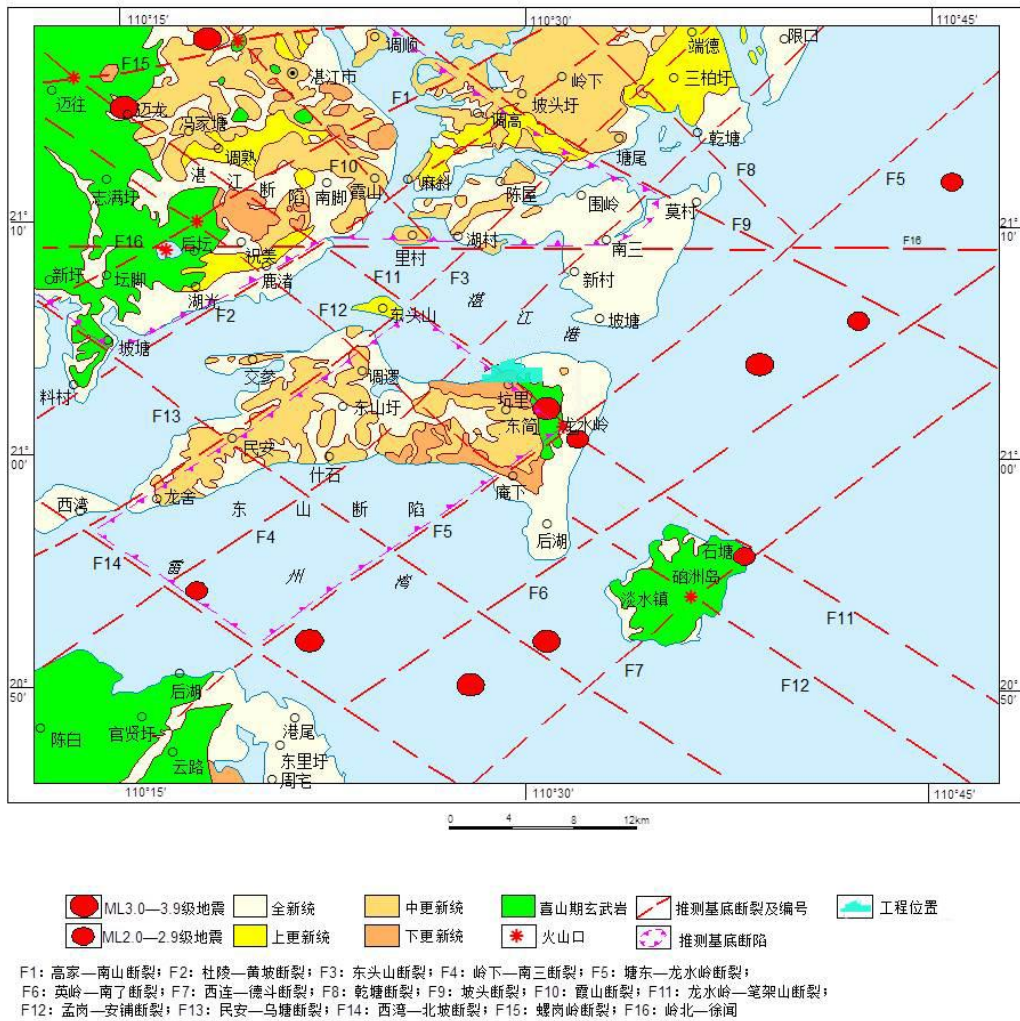 110°15′ 110°30′ 110°45′
调顺 端德 限口
F15 湛江市 岭下 三柏圩
迈往 迈龙 F1 坡头圩
冯家塘 调高 乾塘
调熟 塘尾
湛江断陷 F10 F8 F5
志满圩 南脚 霞山 麻斜 陈屋 围岭 莫村
21°10′ F16 后坛 祝美 里村 湖村 南三 F9 F16 21°10′
新圩 坛脚 鹿渚 F11 F3 新村
湖光 F2 F12 东头山 湛江港 坡塘
坡塘
交参 调逻
料村 F13 东山圩 坑里
东简 龙水岭
21°00′ 民安 什石 21°00′
西湾 龙舍 庵下
东山断陷 F5 后湖
F4
F14 雷州湾 石塘
硇洲岛
F6 淡水镇 F11
F7 F12
20°50′ 后湖 20°50′
陈白 官贤圩 港尾
云路 东里圩
周宅
110°15′ 110°30′ 110°45′
0 4 8 12km
ML3.0—3.9级地震 全新统 中更新统 喜山期玄武岩 推测基底断裂及编号 工程位置
ML2.0—2.9级地震 上更新统 下更新统 火山口 推测基底断陷
F1：高家—南山断裂；F2：杜陵—黄坡断裂；F3：东头山断裂；F4：岭下—南三断裂；F5：塘东—龙水岭断裂；
F6：英岭—南了断裂；F7：西连—德斗断裂；F8：乾塘断裂；F9：坡头断裂；F10：霞山断裂；F11：龙水岭—笔架山断裂；
F12：孟岗—安铺断裂；F13：民安—乌塘断裂；F14：西湾—北坡断裂；F15：螺岗岭断裂；F16：岭北—徐闻